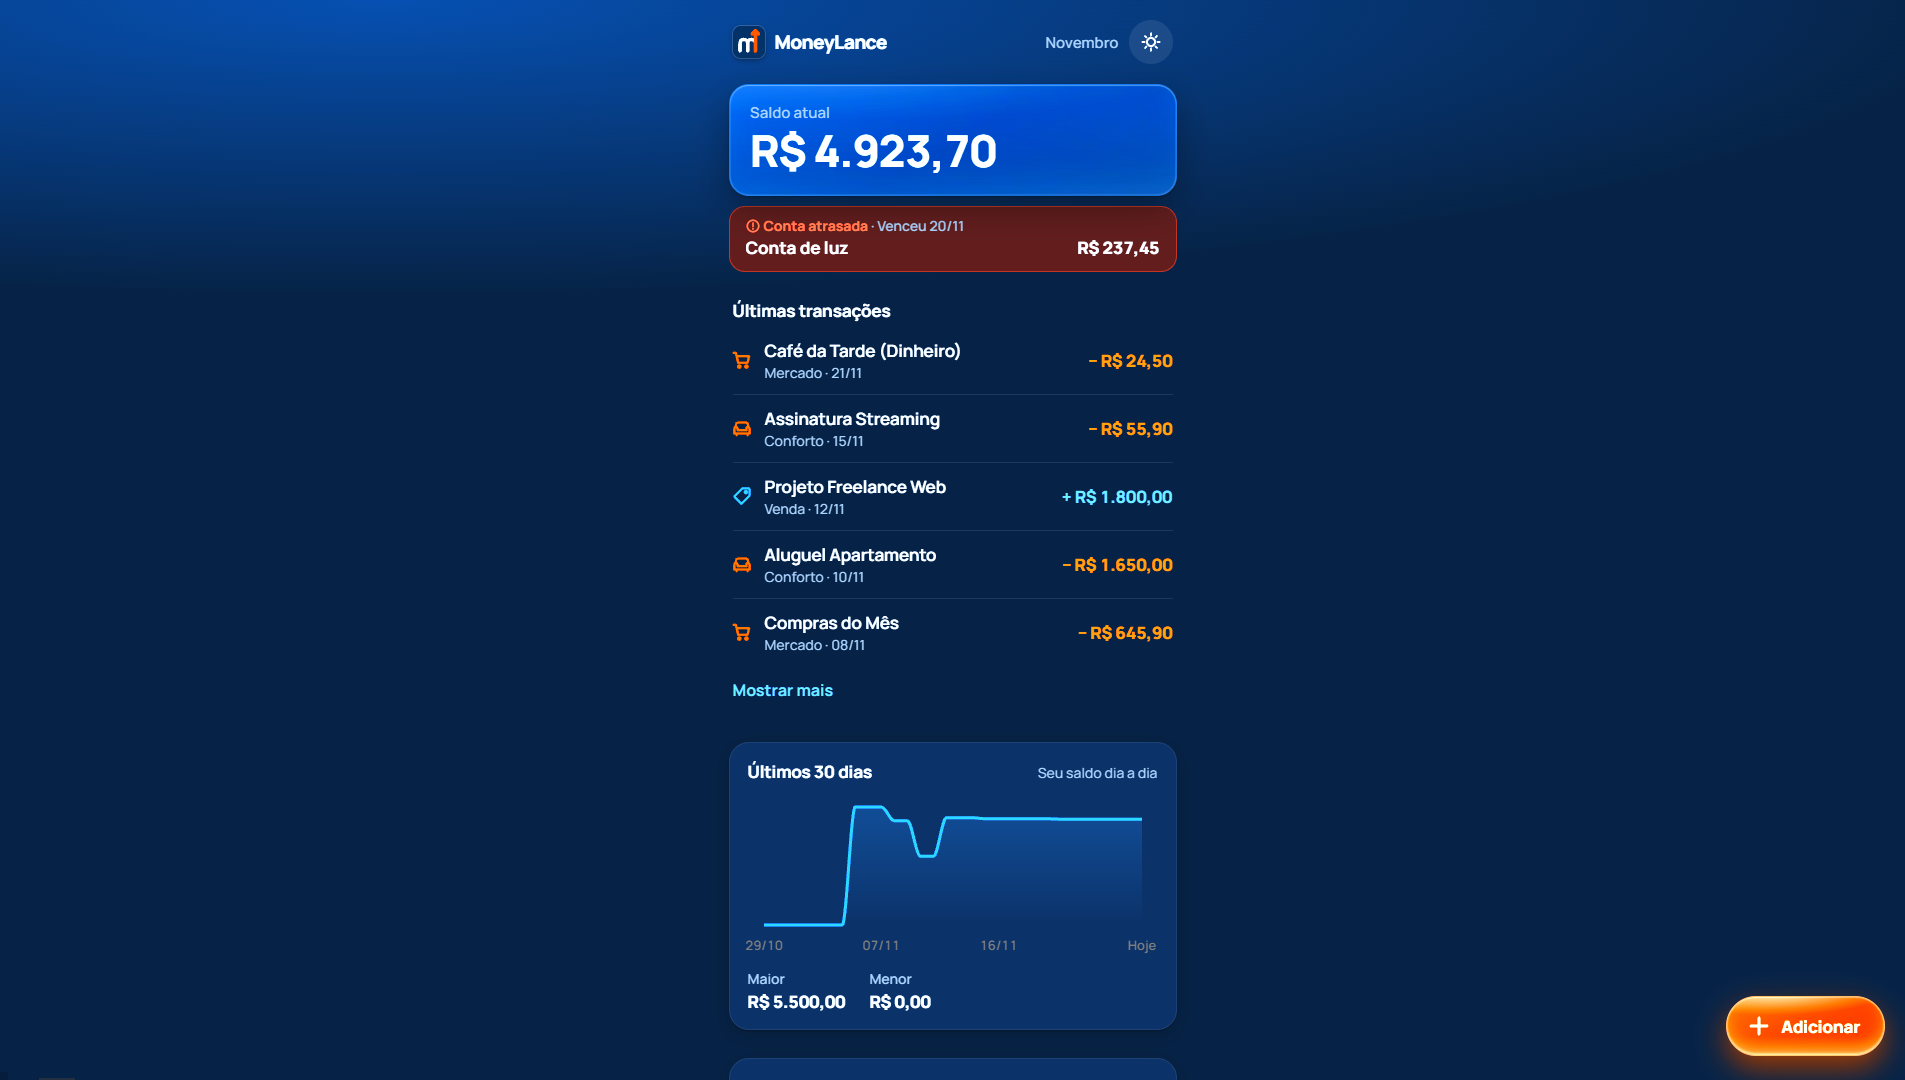 MoneyLance
Novembro
Saldo atual
R$ 4.923,70
Conta atrasada · Venceu 20/11
Conta de luz R$ 237,45
Últimas transações
Café da Tarde (Dinheiro)
Mercado · 21/11
− R$ 24,50
Assinatura Streaming
Conforto · 15/11
− R$ 55,90
Projeto Freelance Web
Venda · 12/11
+ R$ 1.800,00
Aluguel Apartamento
Conforto · 10/11
− R$ 1.650,00
Compras do Mês
Mercado · 08/11
− R$ 645,90
Mostrar mais
Últimos 30 dias
Seu saldo dia a dia
29/10 07/11 16/11 Hoje
Maior Menor
R$ 5.500,00 R$ 0,00
Adicionar